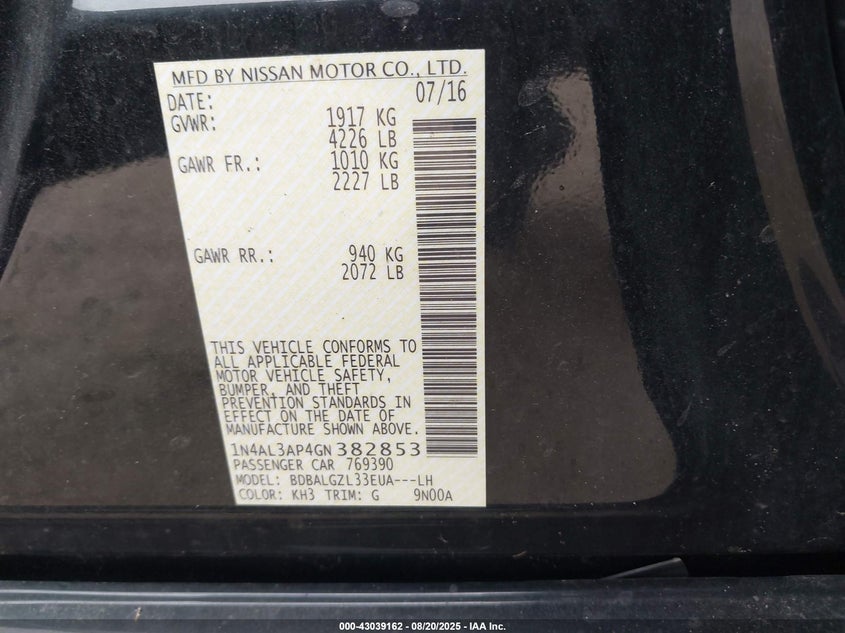 MFD BY NISSAN MOTOR CO., LTD.
DATE: 07/16
GVWR: 1917 KG
4226 LB
GAWR FR.: 1010 KG
2227 LB
GAWR RR.: 940 KG
2072 LB
THIS VEHICLE CONFORMS TO
ALL APPLICABLE FEDERAL
MOTOR VEHICLE SAFETY,
BUMPER, AND THEFT
PREVENTION STANDARDS IN
EFFECT ON THE DATE OF
MANUFACTURE SHOWN ABOVE.
1N4AL3AP4GN382853
PASSENGER CAR 769390
MODEL: BDBALGZL33EUA---LH
COLOR: KH3 TRIM: G 9N00A
000-43039162 - 08/20/2025 - IAA Inc.